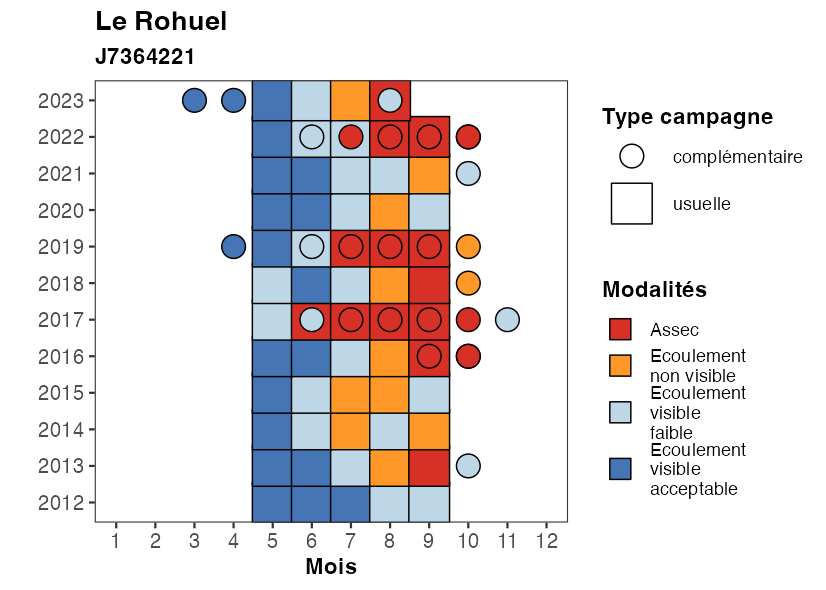 Le Rohuel
J7364221
2023
2022
2021
2020
2019
2018
2017
2016
2015
2014
2013
2012
1 2 3 4 5 6 7 8 9 10 11 12
Mois
Type campagne
complémentaire
usuelle
Modalités
Assec
Ecoulement
non visible
Ecoulement
visible
faible
Ecoulement
visible
acceptable